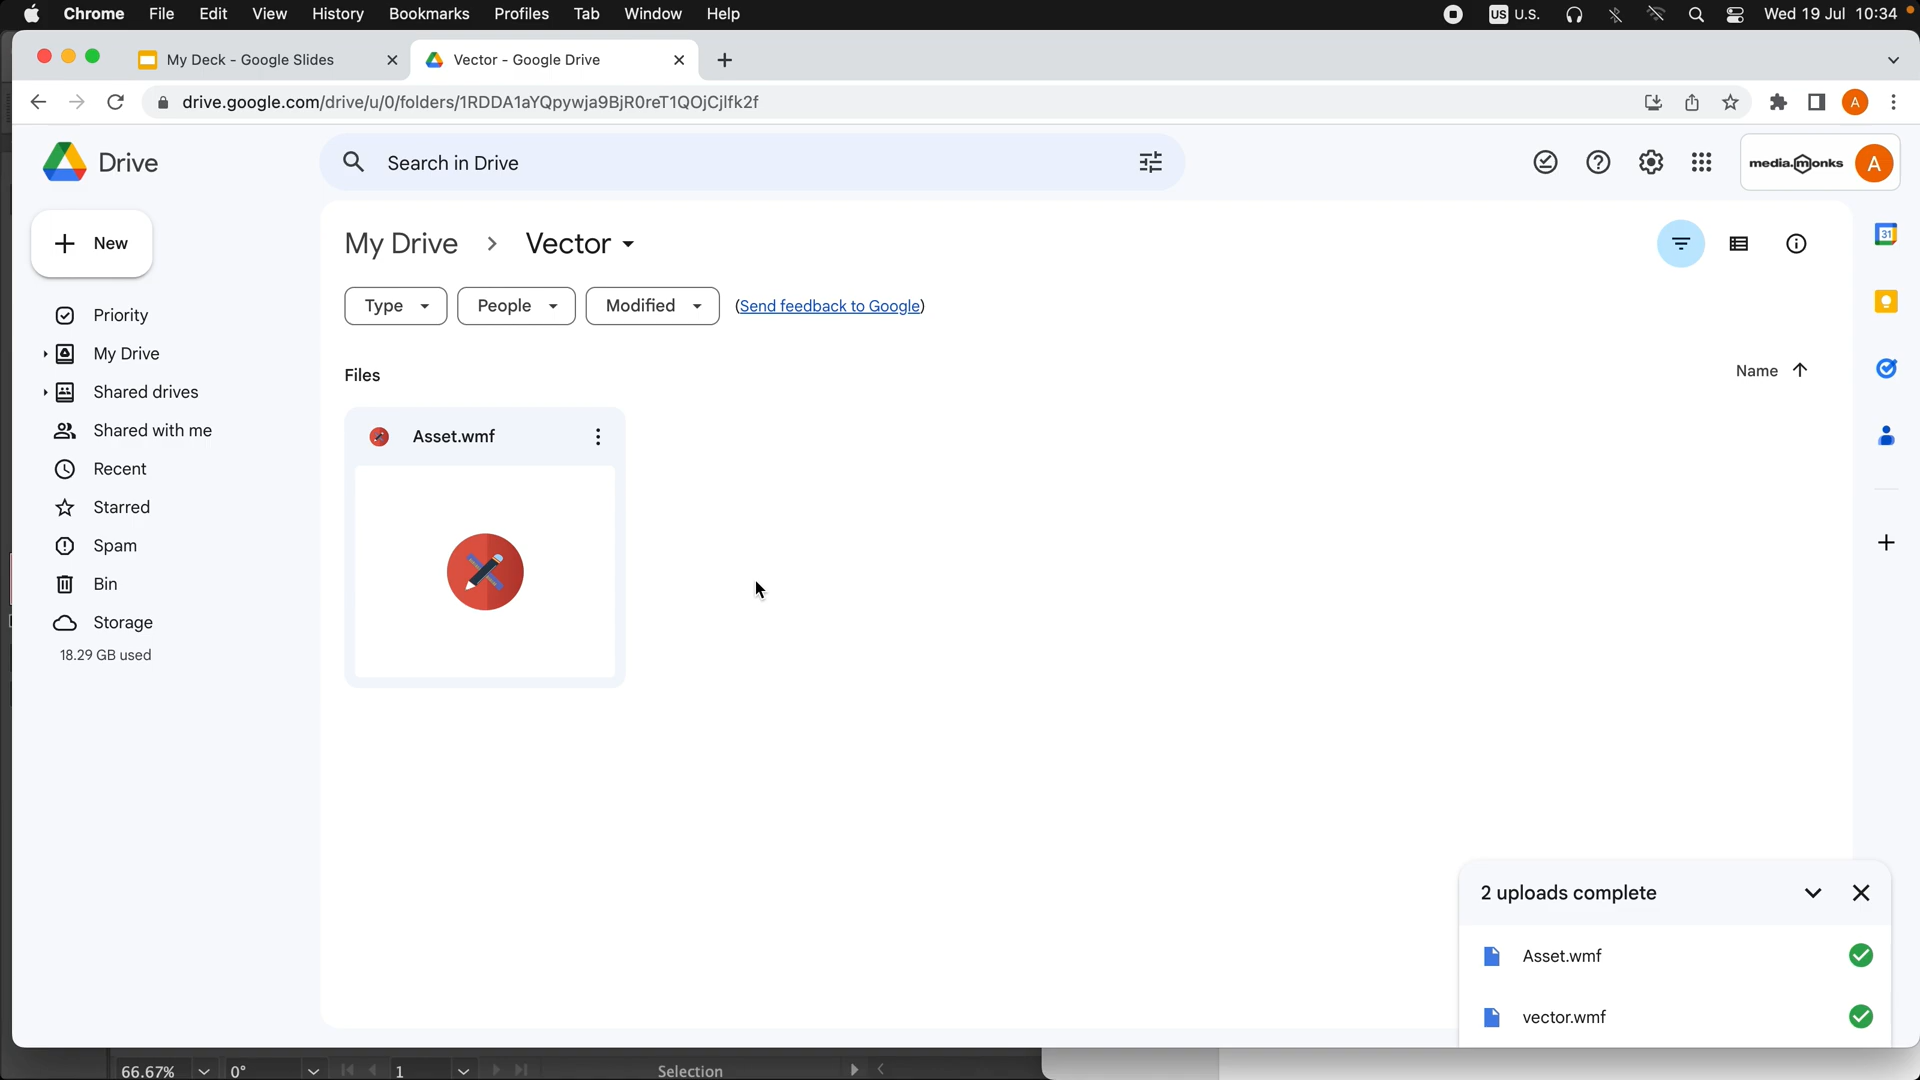 Chrome File Edit View History Bookmarks Profiles Tab Window Help US U.S. Wed 19 Jul 10:34
My Deck - Google Slides Vector - Google Drive
drive.google.com/drive/u/0/folders/1RDDA1aYQpywja9BjR0reT1QOjCjlfk2f A
Drive Search in Drive media.monks A
New My Drive > Vector 31
Type People Modified (Send feedback to Google)
Priority
My Drive
Files Name
Shared drives
Shared with me Asset.wmf
Recent
Starred
Spam
Bin
Storage
18.29 GB used
2 uploads complete
Asset.wmf
vector.wmf
66.67% 0° 1 Selection